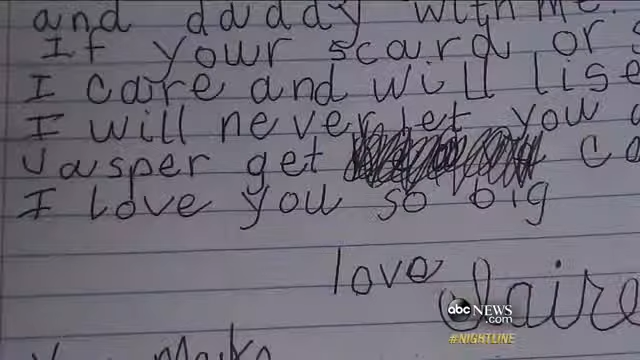 and daddy with me.
If your scard or
I care and will lise
I will never let you
Jasper get
I love you so big
love
abc NEWS
.com
#NIGHTLINE